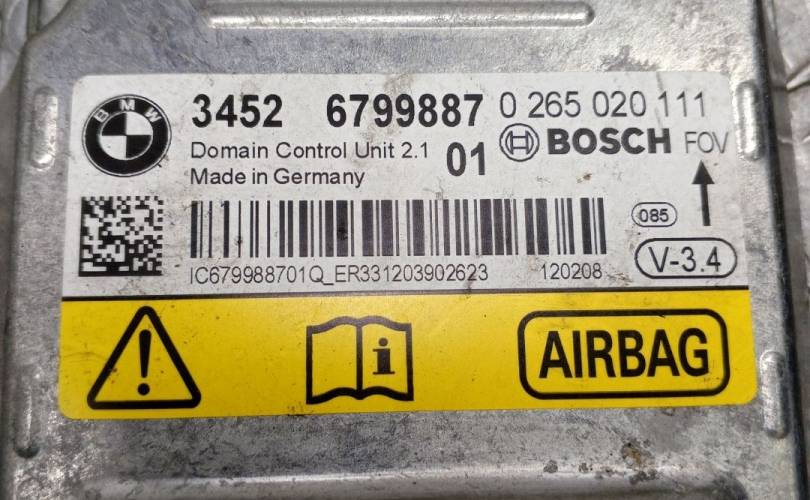 BMW
3452 6799887 0 265 020 111
Domain Control Unit 2.1 01 BOSCH FOV
Made in Germany
085
V-3.4
IC679988701Q_ER331203902623 120208
AIRBAG